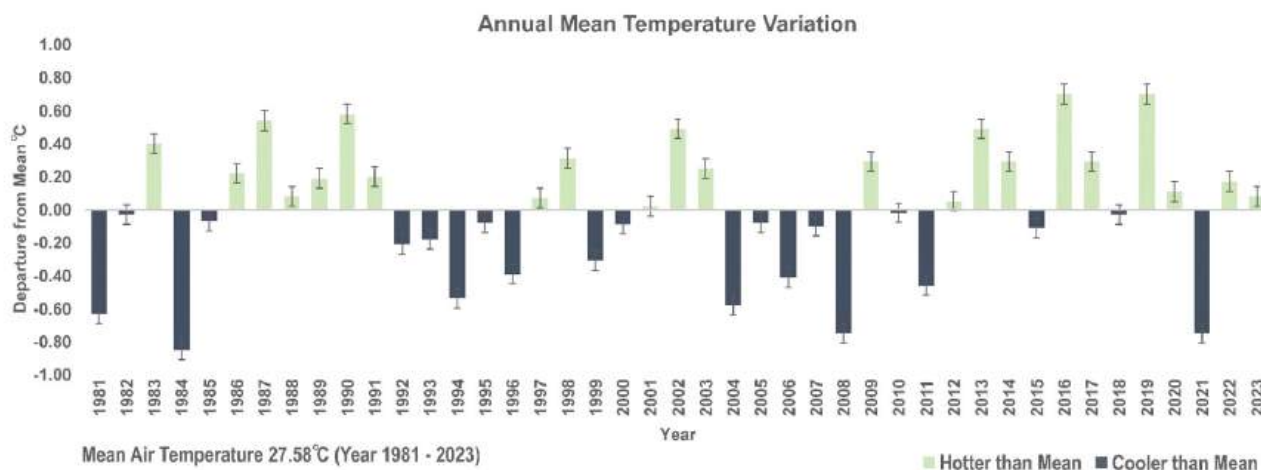 Annual Mean Temperature Variation
Departure from Mean °C
1.00
0.80
0.60
0.40
0.20
0.00
-0.20
-0.40
-0.60
-0.80
-1.00
1981 1982 1983 1984 1985 1986 1987 1988 1989 1990 1991 1992 1993 1994 1995 1996 1997 1998 1999 2000 2001 2002 2003 2004 2005 2006 2007 2008 2009 2010 2011 2012 2013 2014 2015 2016 2017 2018 2019 2020 2021 2022 2023
Year
Mean Air Temperature 27.58°C (Year 1981 - 2023)
Hotter than Mean Cooler than Mean